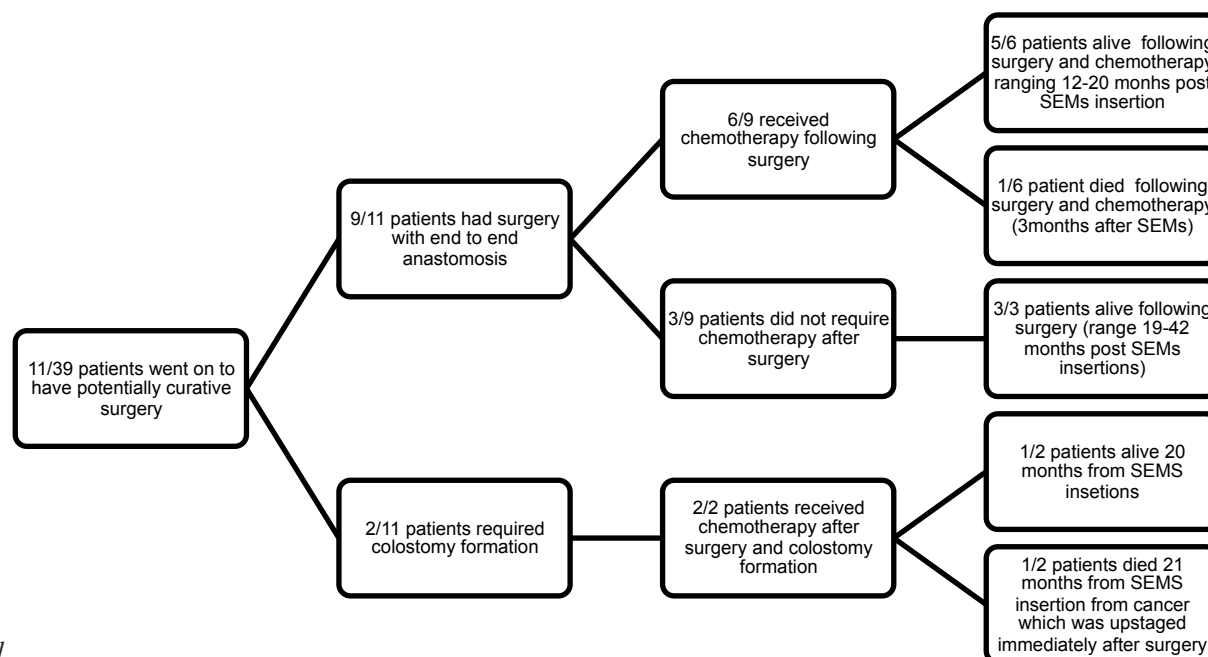 11/39 patients went on to
have potentially curative
surgery
9/11 patients had surgery
with end to end
anastomosis
2/11 patients required
colostomy formation
6/9 received
chemotherapy following
surgery
3/9 patients did not require
chemotherapy after
surgery
2/2 patients received
chemotherapy after
surgery and colostomy
formation
5/6 patients alive following
surgery and chemotherapy
ranging 12-20 monhs post
SEMs insertion
1/6 patient died following
surgery and chemotherapy
(3months after SEMs)
3/3 patients alive following
surgery (range 19-42
months post SEMs
insertions)
1/2 patients alive 20
months from SEMS
insetions
1/2 patients died 21
months from SEMS
insertion from cancer
which was upstaged
immediately after surgery